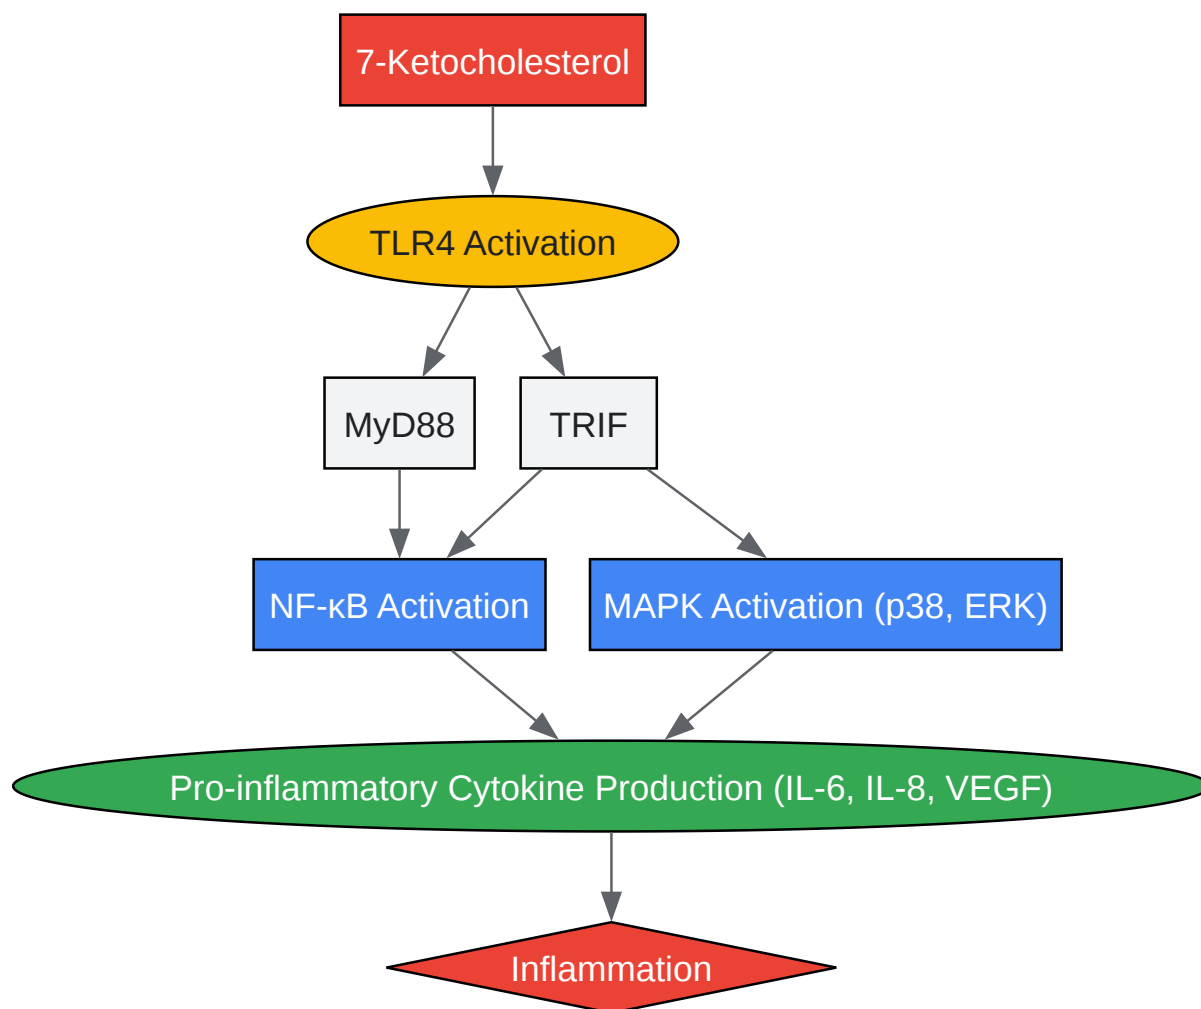 7-Ketocholesterol
TLR4 Activation
MyD88
TRIF
NF-κB Activation
MAPK Activation (p38, ERK)
Pro-inflammatory Cytokine Production (IL-6, IL-8, VEGF)
Inflammation